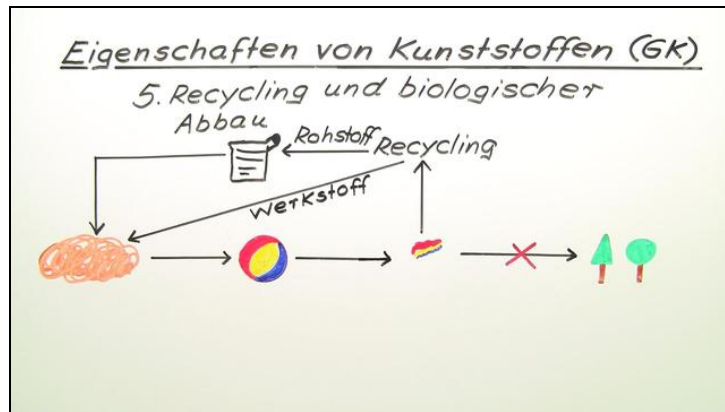 Eigenschaften von Kunststoffen (GK)
5. Recycling und biologischer
Abbau
Rohstoff
Recycling
Werkstoff